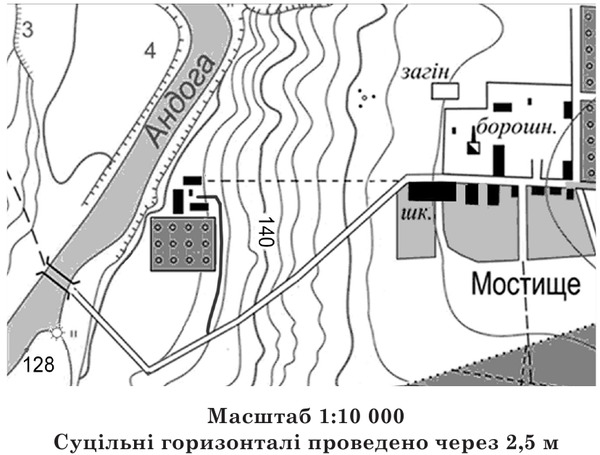 3
4
Андога
загін
борошн.
140
шк.
Мостище
128
Масштаб 1:10 000
Суцільні горизонталі проведено через 2,5 м